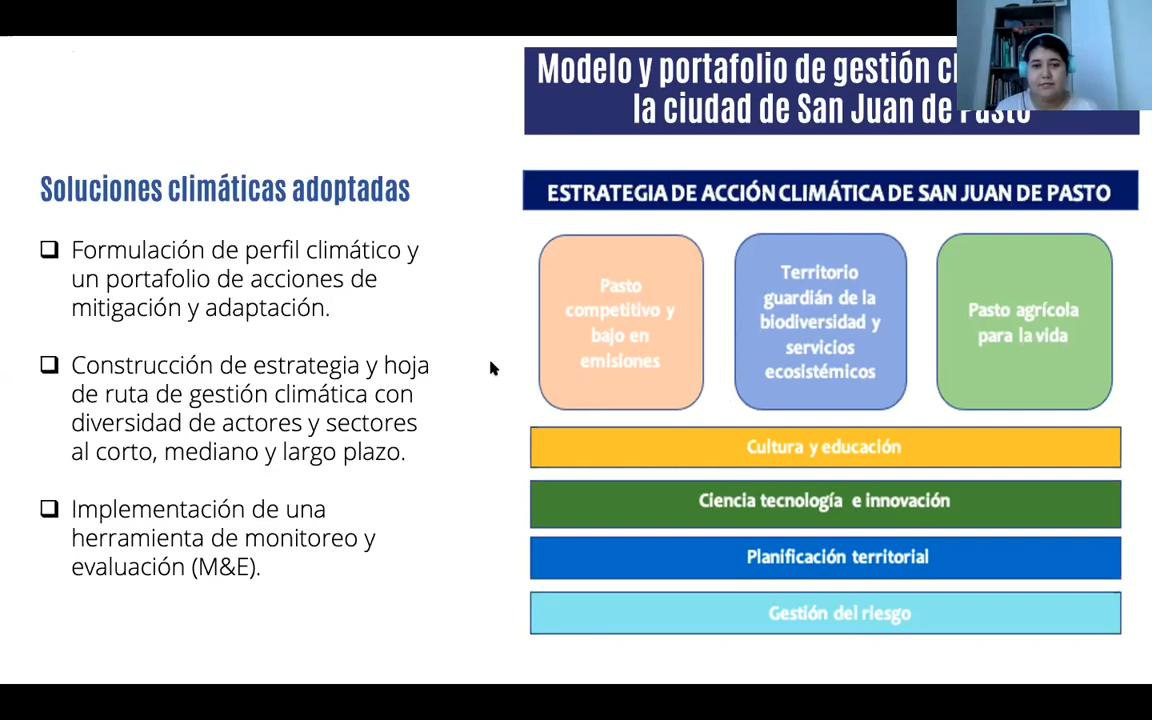 Modelo y portafolio de gestión
la ciudad de San Juan de Pasto
Soluciones climáticas adoptadas
Formulación de perfil climático y
un portafolio de acciones de
mitigación y adaptación.
Construcción de estrategia y hoja
de ruta de gestión climática con
diversidad de actores y sectores
al corto, mediano y largo plazo.
Implementación de una
herramienta de monitoreo y
evaluación (M&E).
ESTRATEGIA DE ACCIÓN CLIMÁTICA DE SAN JUAN DE PASTO
Pasto
competitivo y
bajo en
emisiones
Territorio
guardián de la
biodiversidad y
servicios
ecosistémicos
Pasto agrícola
para la vida
Cultura y educación
Ciencia tecnología e innovación
Planificación territorial
Gestión del riesgo